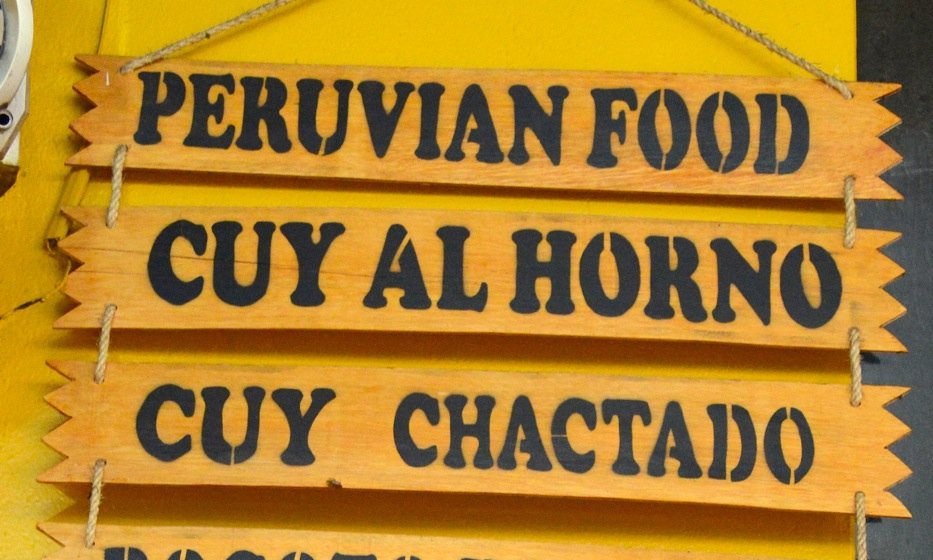 PERUVIAN FOOD
CUY AL HORNO
CUY CHACTADO